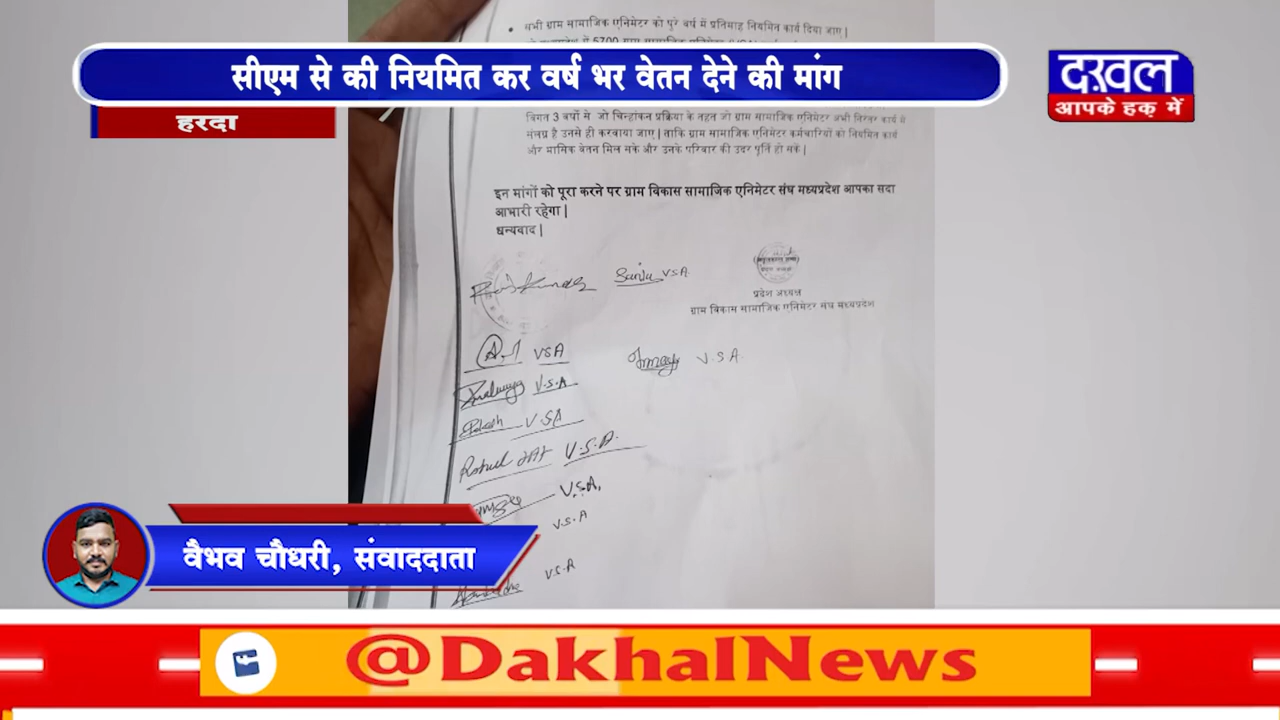 सभी ग्राम सामाजिक एनिमेटर को पुरे वर्ष में प्रतिमाह नियमित कार्य दिया जाए|
सीएम से की नियमित कर वर्ष भर वेतन देने की मांग
दख़ल
आपके हक़ में
हरदा
विगत 3 वर्षो से जो चिन्हांकन प्रक्रिया के तहत जो ग्राम सामाजिक एनिमेटर अभी निरंतर कार्य में
संलग्न है उनसे ही करवाया जाए| ताकि ग्राम सामाजिक एनिमेटर कर्मचारियों को नियमित कार्य
और मासिक वेतन मिल सके और उनके परिवार की उदर पूर्ति हो सके|
इन मांगों को पूरा करने पर ग्राम विकास सामाजिक एनिमेटर संघ मध्यप्रदेश आपका सदा
आभारी रहेगा|
धन्यवाद|
Sanju V.S.A.
प्रदेश अध्यक्ष
ग्राम विकास सामाजिक एनिमेटर संघ मध्यप्रदेश
VSA
V.S.A.
V.S.A
V.S.A
V.S.A.
V.S.A.
V.S.A
V.S.A
वैभव चौधरी, संवाददाता
@DakhalNews